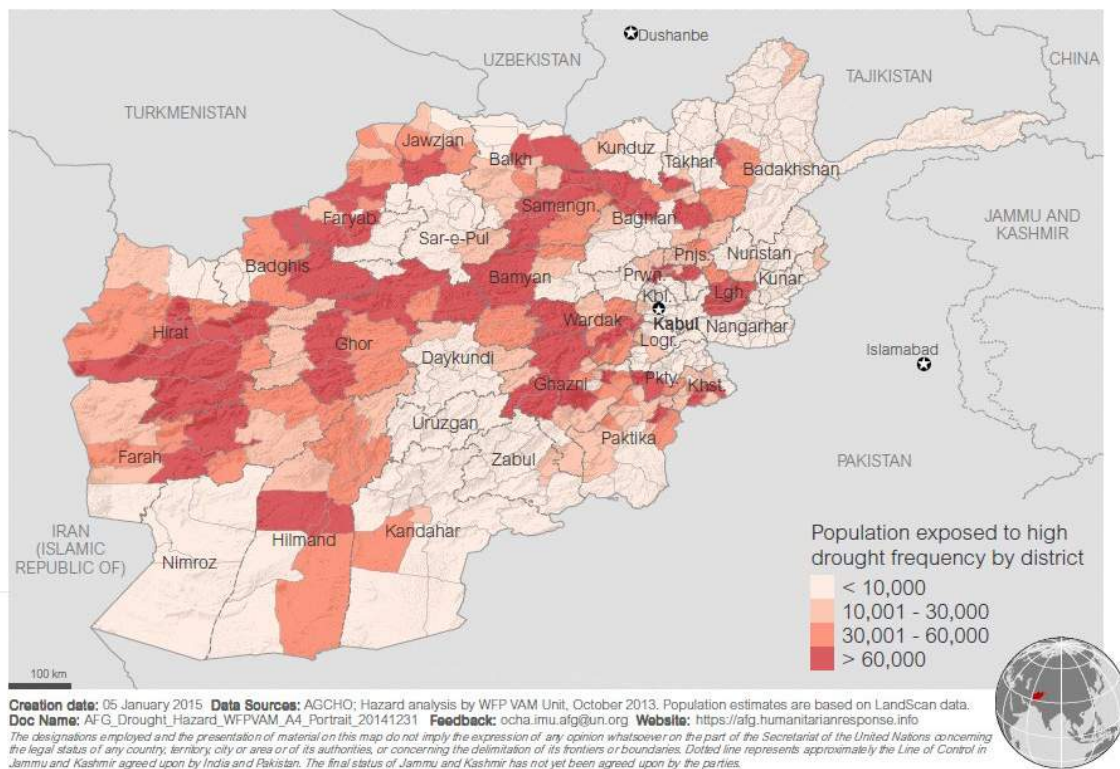 Dushanbe
UZBEKISTAN
CHINA
TAJIKISTAN
TURKMENISTAN
Jawzjan
Balkh
Kunduz
Takhar
Badakhshan
Faryab
Samangn.
Baghlan
JAMMU AND
KASHMIR
Sar-e-Pul
Badghis
Pnjs.
Nuristan
Bamyan
Prwn.
Kunar
Kbl.
Lgh.
Hirat
Wardak
Kabul
Nangarhar
Ghor
Logr.
Daykundi
Islamabad
Ghazni
Pkty.
Khst.
Uruzgan
Farah
Paktika
Zabul
PAKISTAN
IRAN
(ISLAMIC
REPUBLIC OF)
Nimroz
Hilmand
Kandahar
Population exposed to high
drought frequency by district
< 10,000
10,001 - 30,000
30,001 - 60,000
> 60,000
100 km
Creation date: 05 January 2015 Data Sources: AGCHO; Hazard analysis by WFP VAM Unit, October 2013. Population estimates are based on LandScan data.
Doc Name: AFG_Drought_Hazard_WFPVAM_A4_Portrait_20141231 Feedback: ocha.imu.afg@un.org Website: https://afg.humanitarianresponse.info
The designations employed and the presentation of material on this map do not imply the expression of any opinion whatsoever on the part of the Secretariat of the United Nations concerning
the legal status of any country, territory, city or area or of its authorities, or concerning the delimitation of its frontiers or boundaries. Dotted line represents approximately the Line of Control in
Jammu and Kashmir agreed upon by India and Pakistan. The final status of Jammu and Kashmir has not yet been agreed upon by the parties.